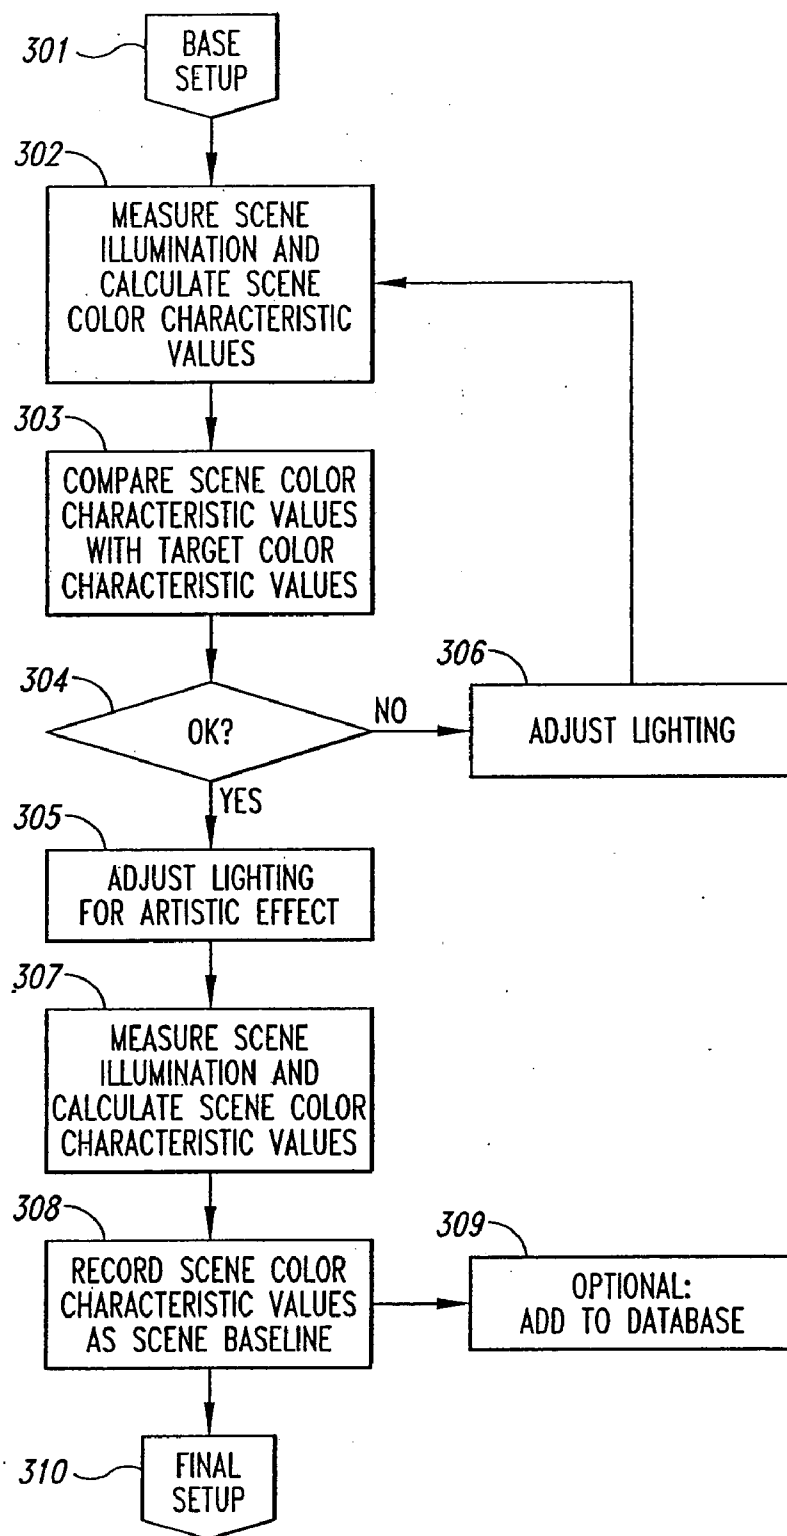 301
BASE
SETUP
302
MEASURE SCENE
ILLUMINATION AND
CALCULATE SCENE
COLOR CHARACTERISTIC
VALUES
303
COMPARE SCENE COLOR
CHARACTERISTIC VALUES
WITH TARGET COLOR
CHARACTERISTIC VALUES
304
OK?
NO
306
ADJUST LIGHTING
YES
305
ADJUST LIGHTING
FOR ARTISTIC EFFECT
307
MEASURE SCENE
ILLUMINATION AND
CALCULATE SCENE COLOR
CHARACTERISTIC VALUES
308
RECORD SCENE COLOR
CHARACTERISTIC VALUES
AS SCENE BASELINE
309
OPTIONAL:
ADD TO DATABASE
310
FINAL
SETUP